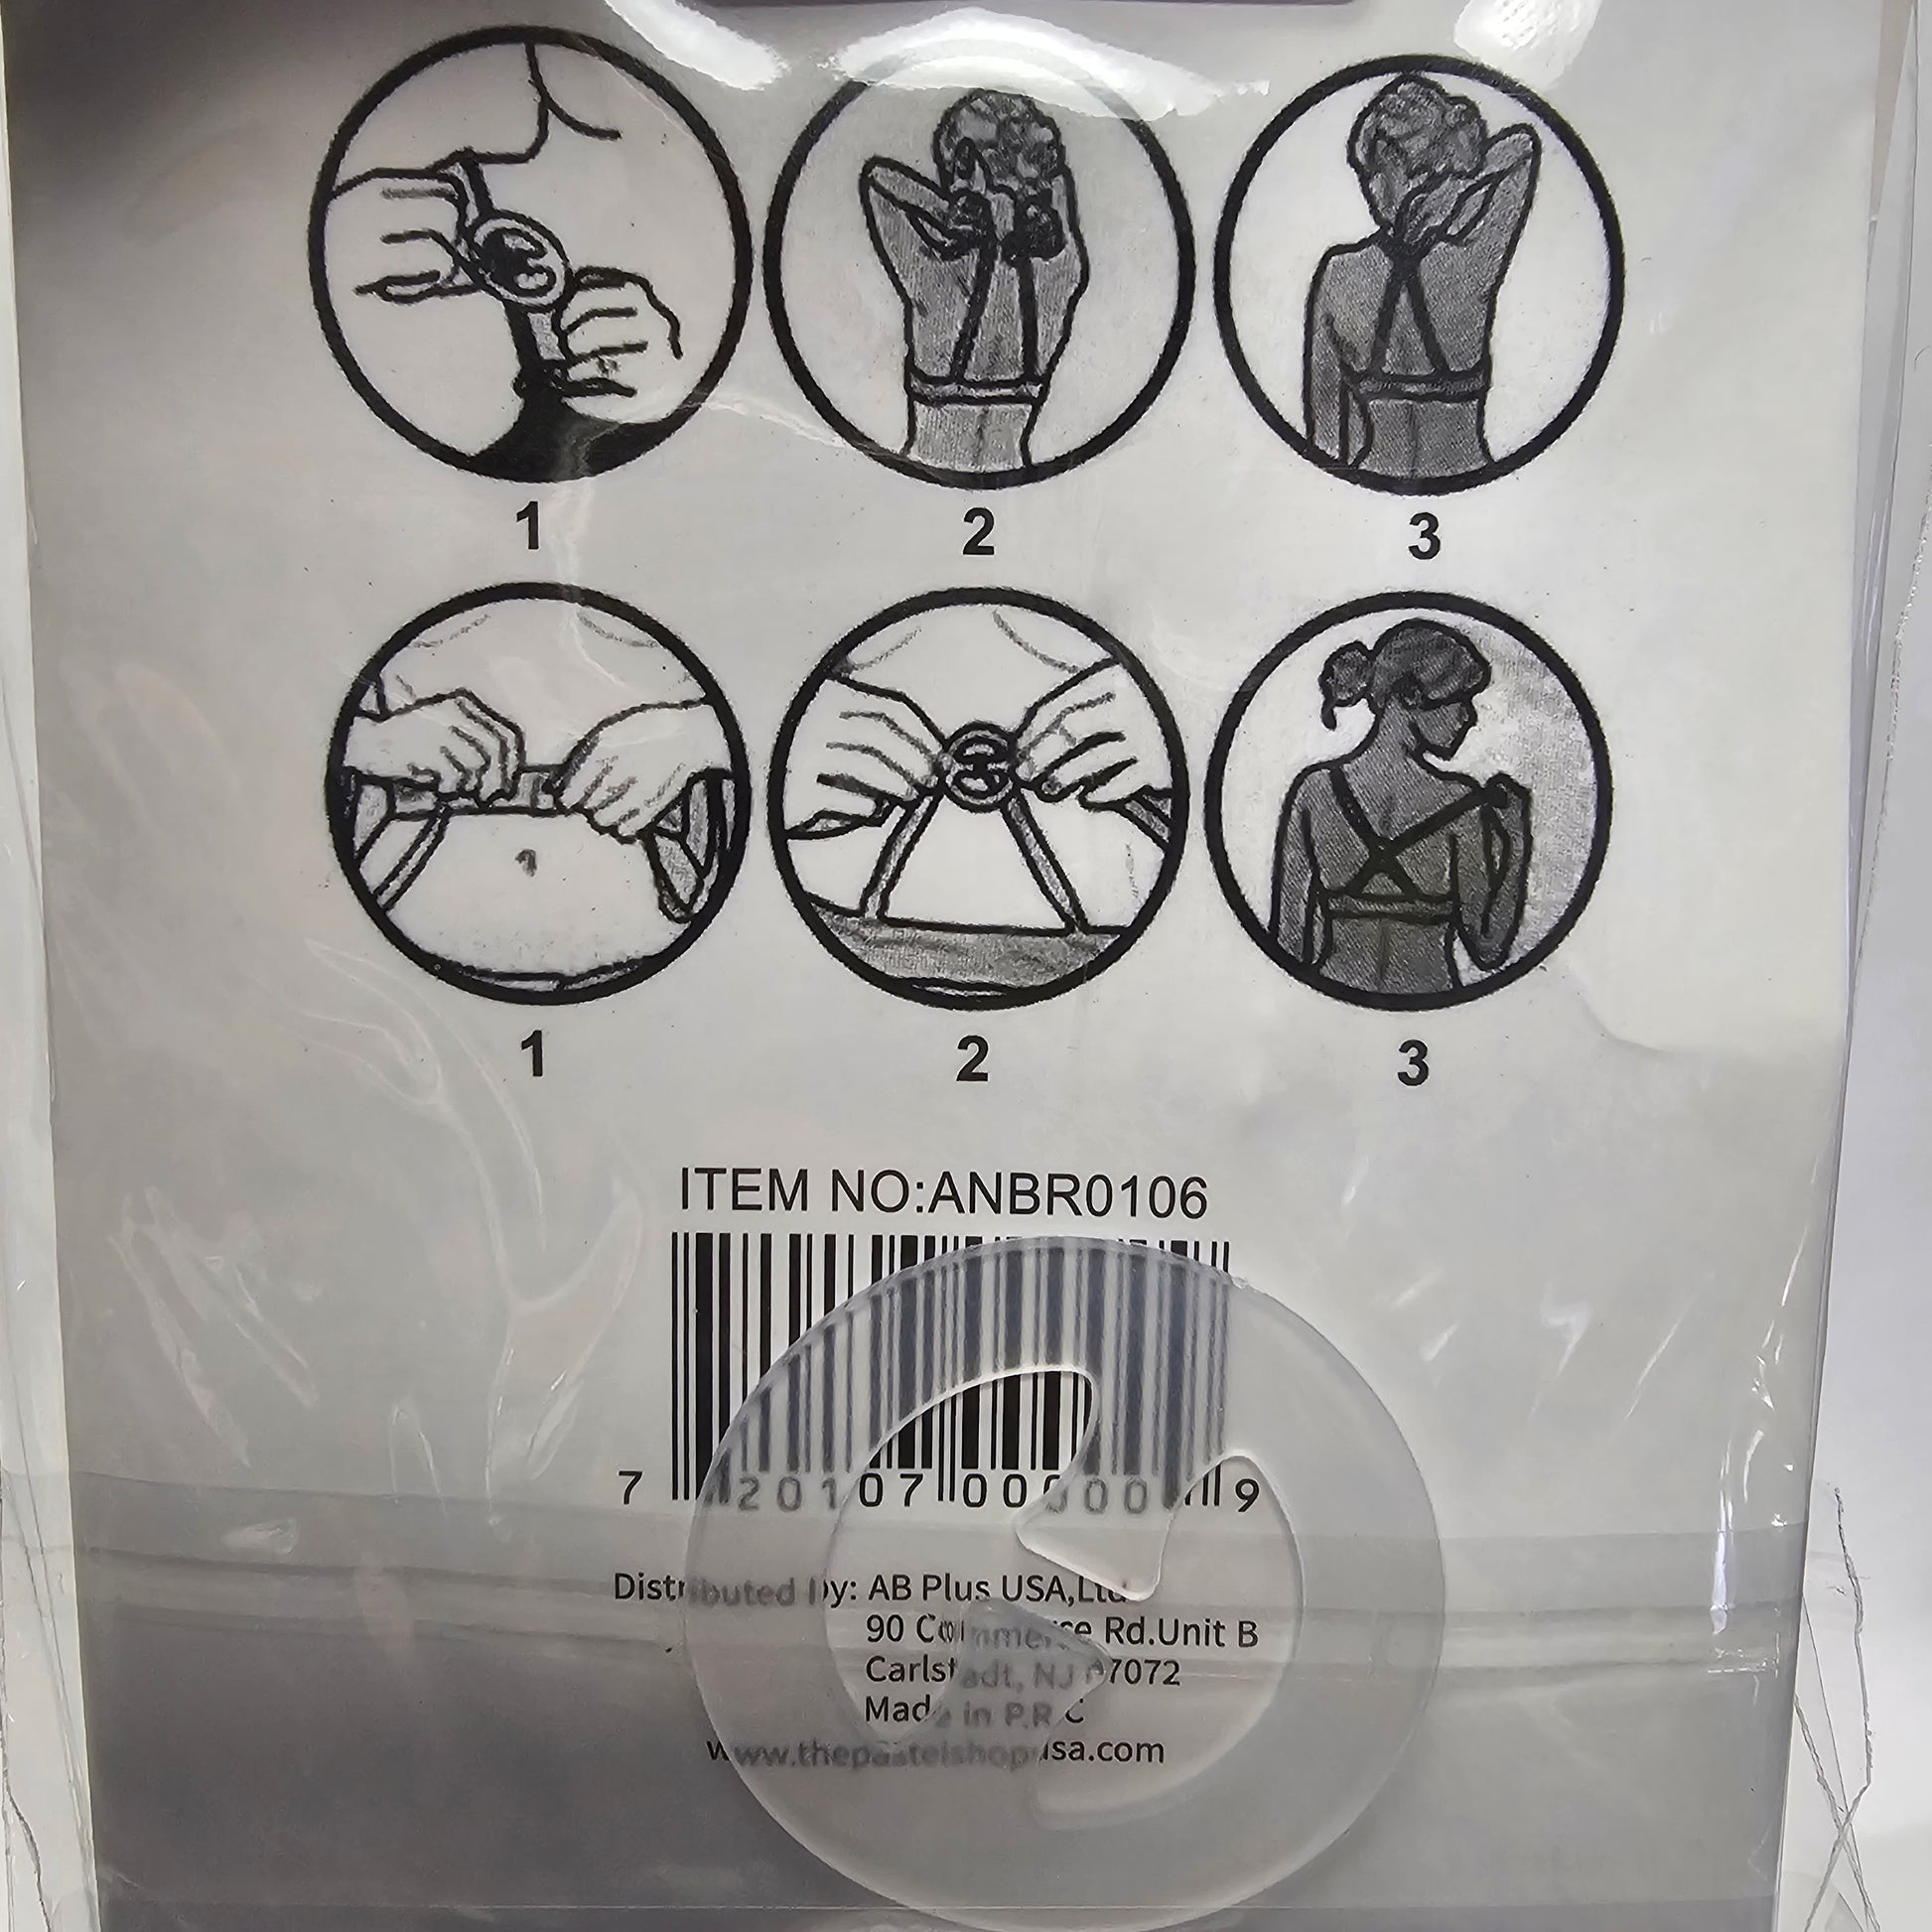 1 2 3
1 2 3
ITEM NO:ANBR0106
7 20107 00000 9
Distributed by: AB Plus USA,Ltd
90 Commerce Rd.Unit B
Carlstadt, NJ 07072
Made in P.R.C
www.thepastelshopusa.com